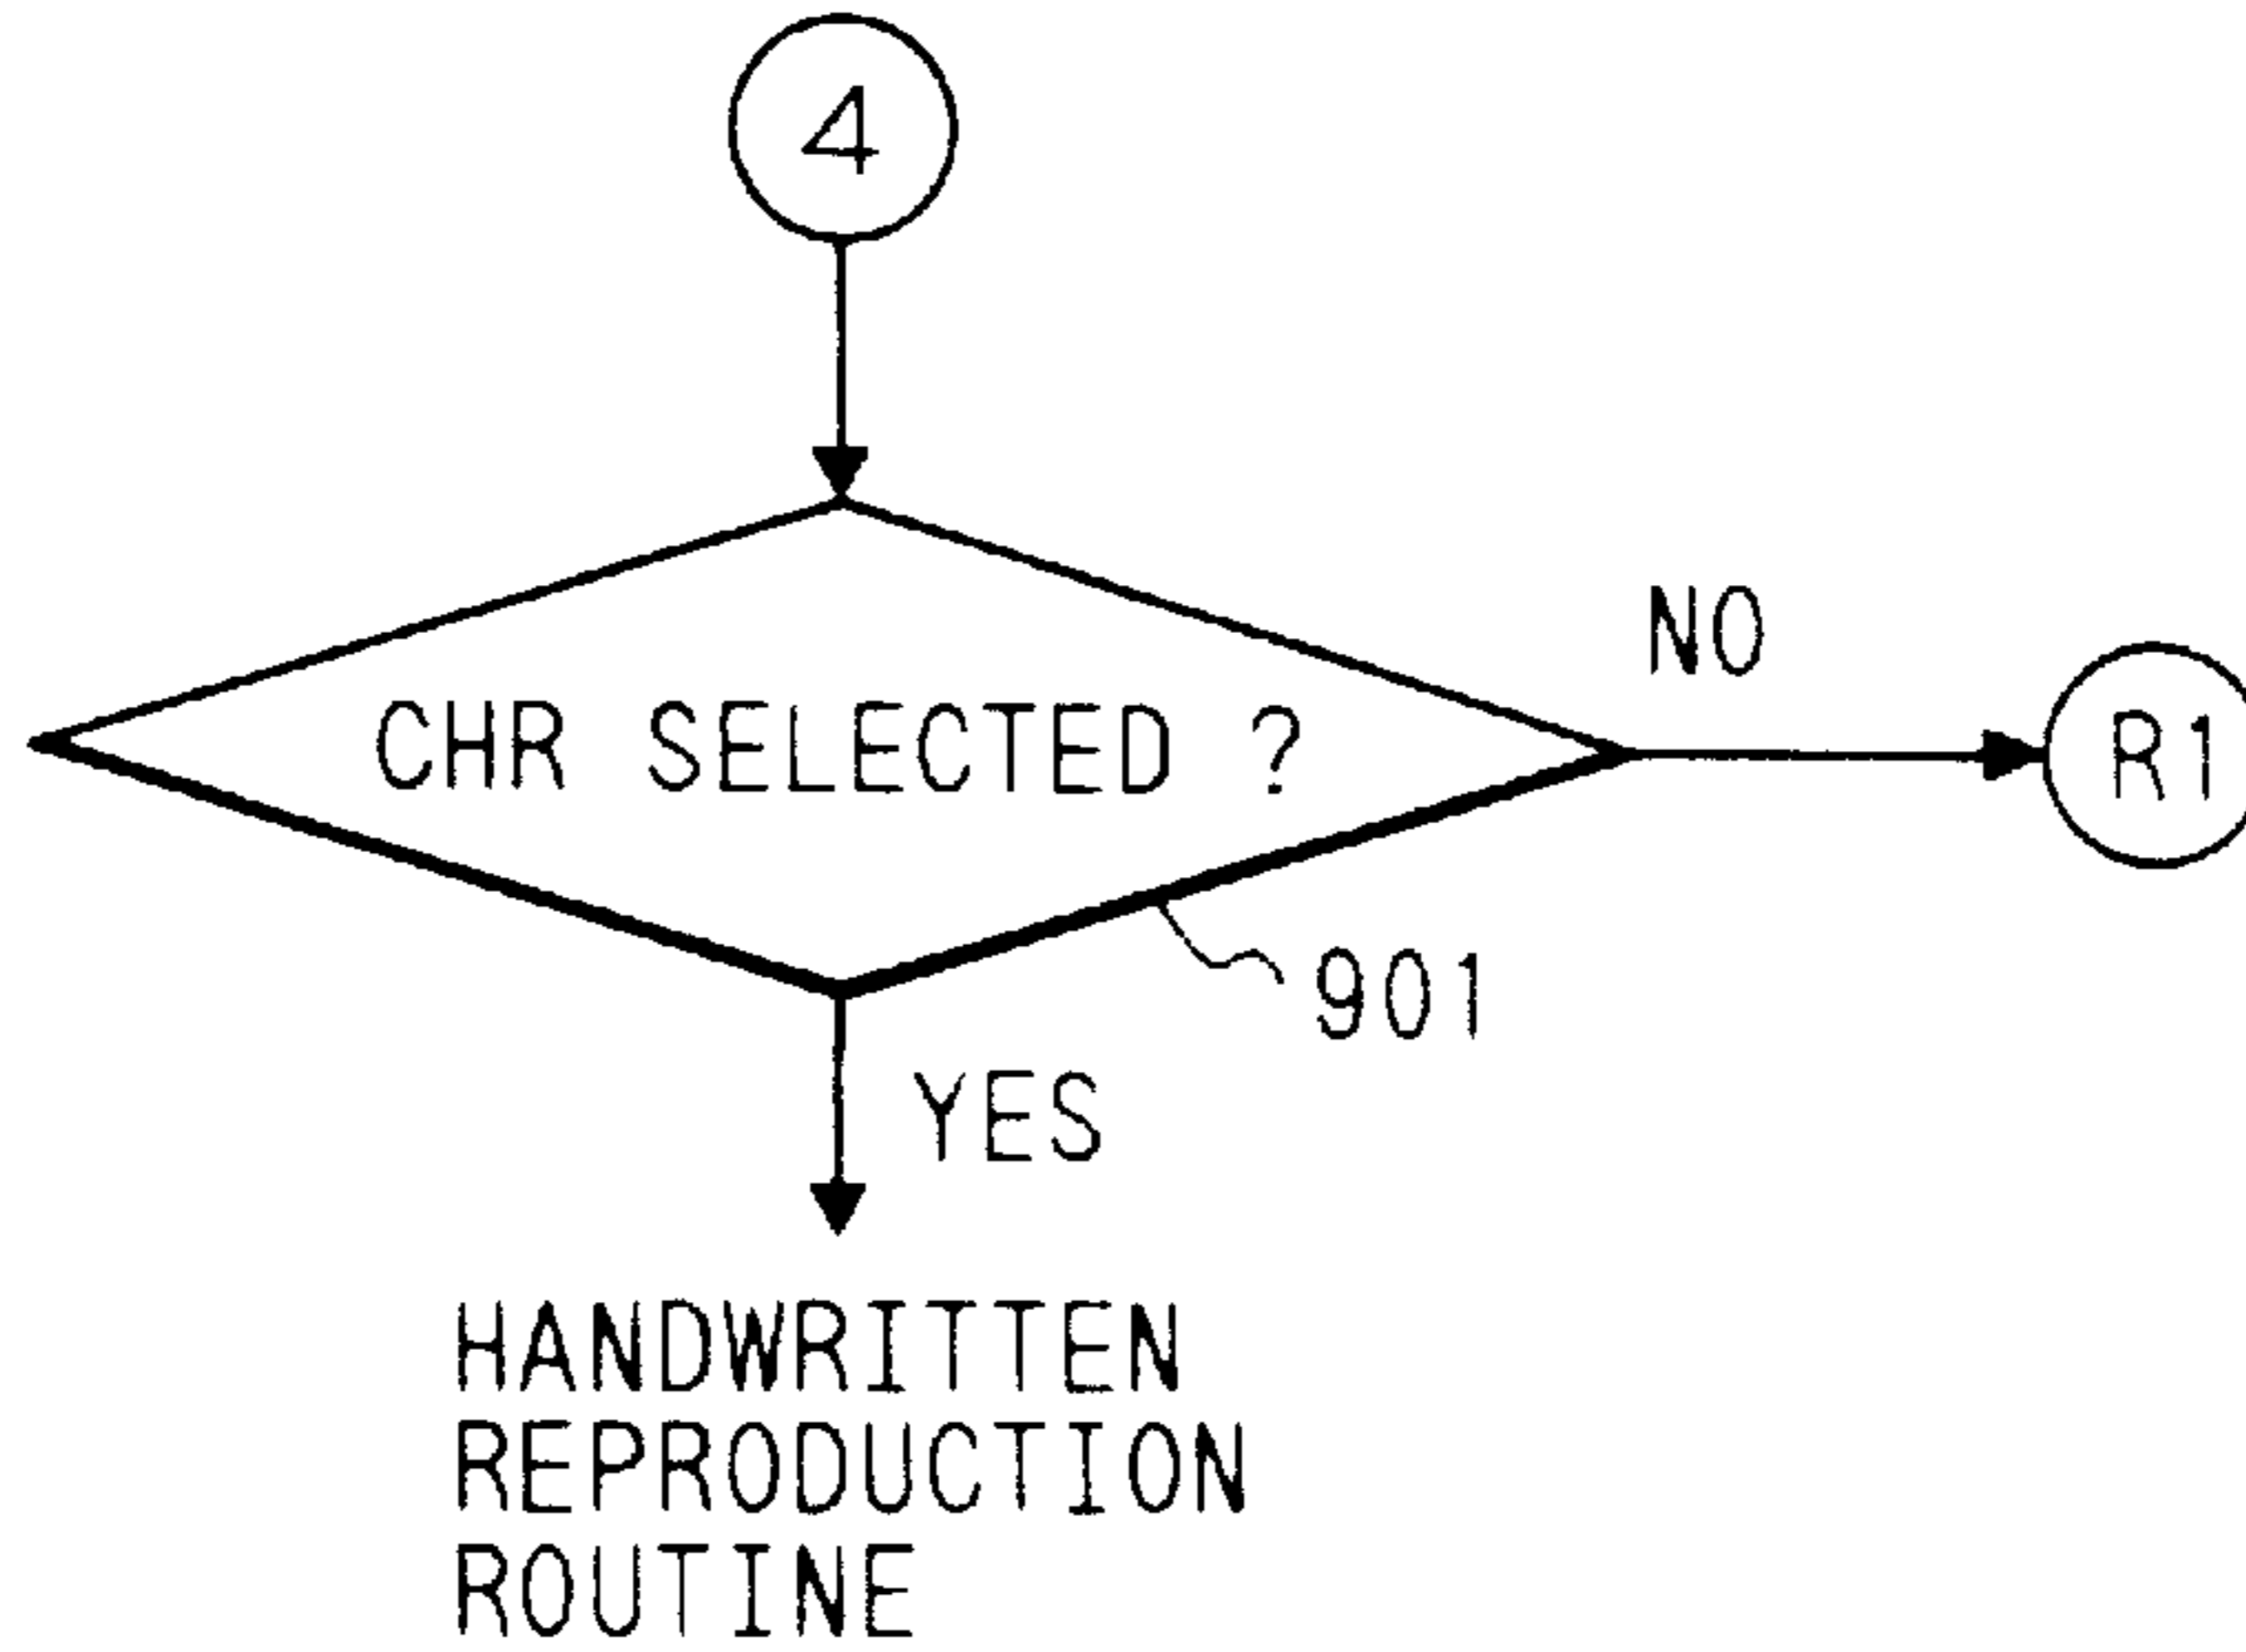 4
NO
CHR SELECTED ?
R1
901
YES
HANDWRITTEN
REPRODUCTION
ROUTINE